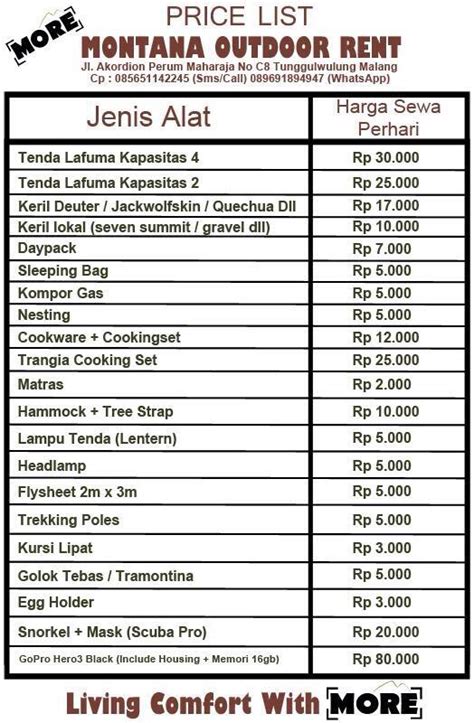 MORE
PRICE LIST
MONTANA OUTDOOR RENT
Jl. Akordion Perum Maharaja No C8 Tunggulwulung Malang
Cp : 085651142245 (Sms/Call) 089691894947 (WhatsApp)
Jenis Alat Harga Sewa
Perhari
Tenda Lafuma Kapasitas 4 Rp 30.000
Tenda Lafuma Kapasitas 2 Rp 25.000
Keril Deuter / Jackwolfskin / Quechua Dll Rp 17.000
Keril lokal (seven summit / gravel dll) Rp 10.000
Daypack Rp 7.000
Sleeping Bag Rp 5.000
Kompor Gas Rp 5.000
Nesting Rp 5.000
Cookware + Cookingset Rp 12.000
Trangia Cooking Set Rp 25.000
Matras Rp 2.000
Hammock + Tree Strap Rp 10.000
Lampu Tenda (Lentern) Rp 5.000
Headlamp Rp 5.000
Flysheet 2m x 3m Rp 5.000
Trekking Poles Rp 5.000
Kursi Lipat Rp 3.000
Golok Tebas / Tramontina Rp 5.000
Egg Holder Rp 3.000
Snorkel + Mask (Scuba Pro) Rp 20.000
GoPro Hero3 Black (Include Housing + Memori 16gb) Rp 80.000
Living Comfort With MORE